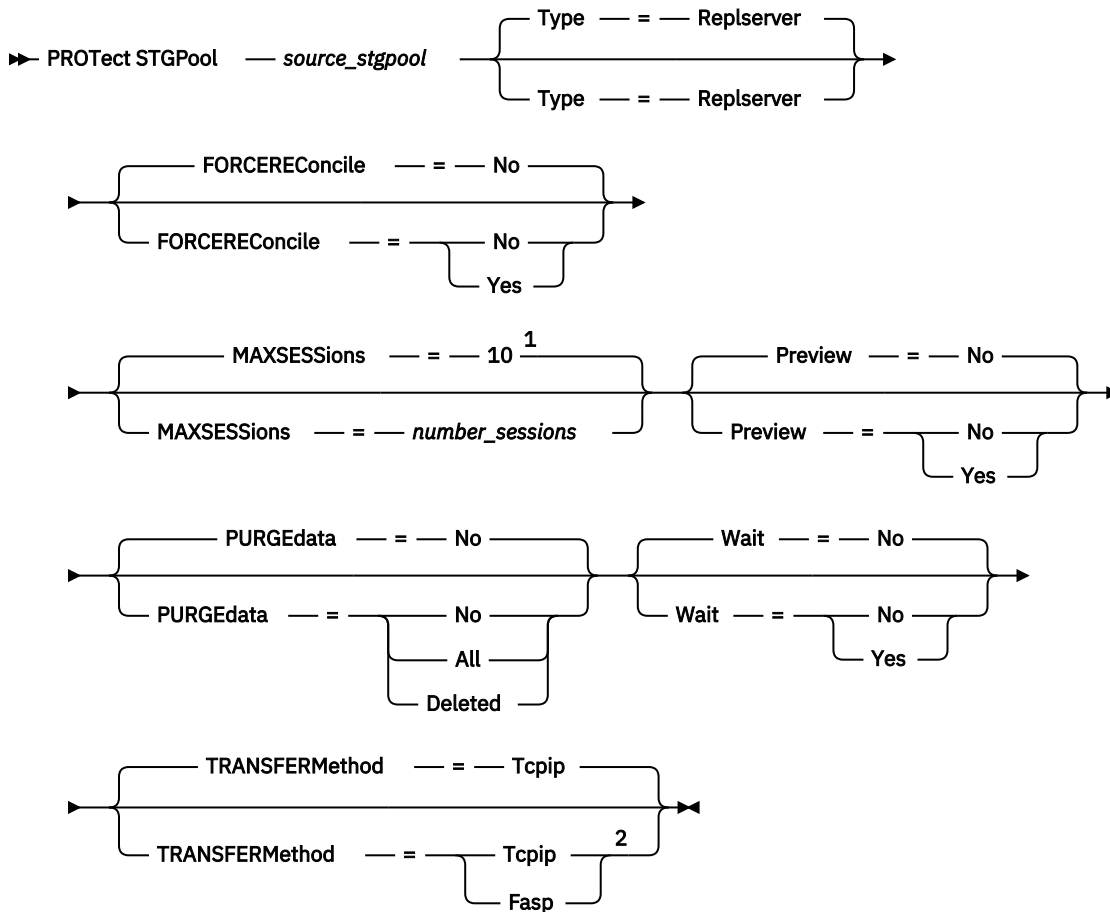 Type = Replserver
PROTect STGPool source_stgpool
Type = Replserver
FORCEREConcile = No
FORCEREConcile = No
Yes
MAXSESSions = 10 1 Preview = No
MAXSESSions = number_sessions Preview = No
Yes
PURGEdata = No Wait = No
PURGEdata = No Wait = No
All Yes
Deleted
TRANSFERMethod = Tcpip
TRANSFERMethod = Tcpip 2
Fasp